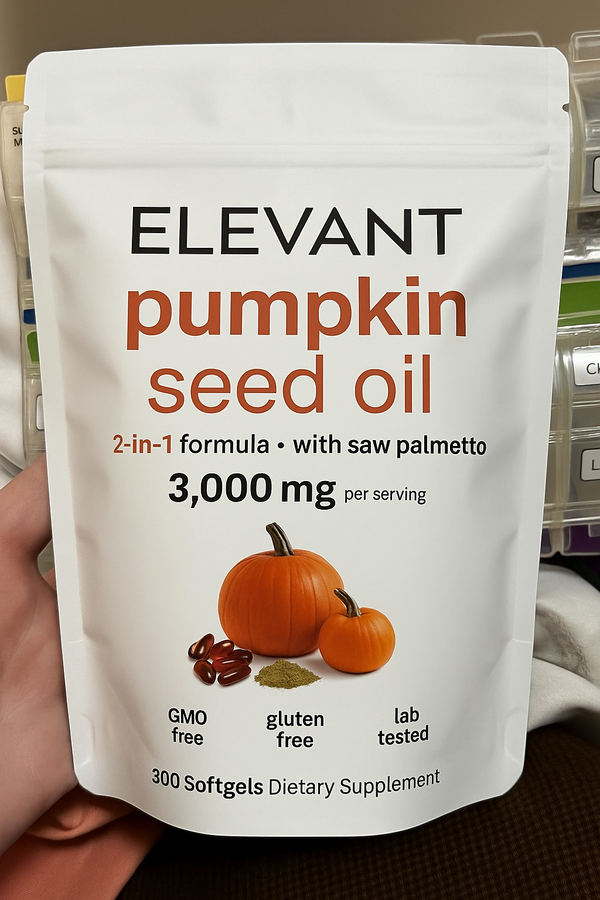 ELEVANT
pumpkin
seed oil
2-in-1 formula • with saw palmetto
3,000 mg per serving
GMO free
gluten free
lab tested
300 Softgels Dietary Supplement